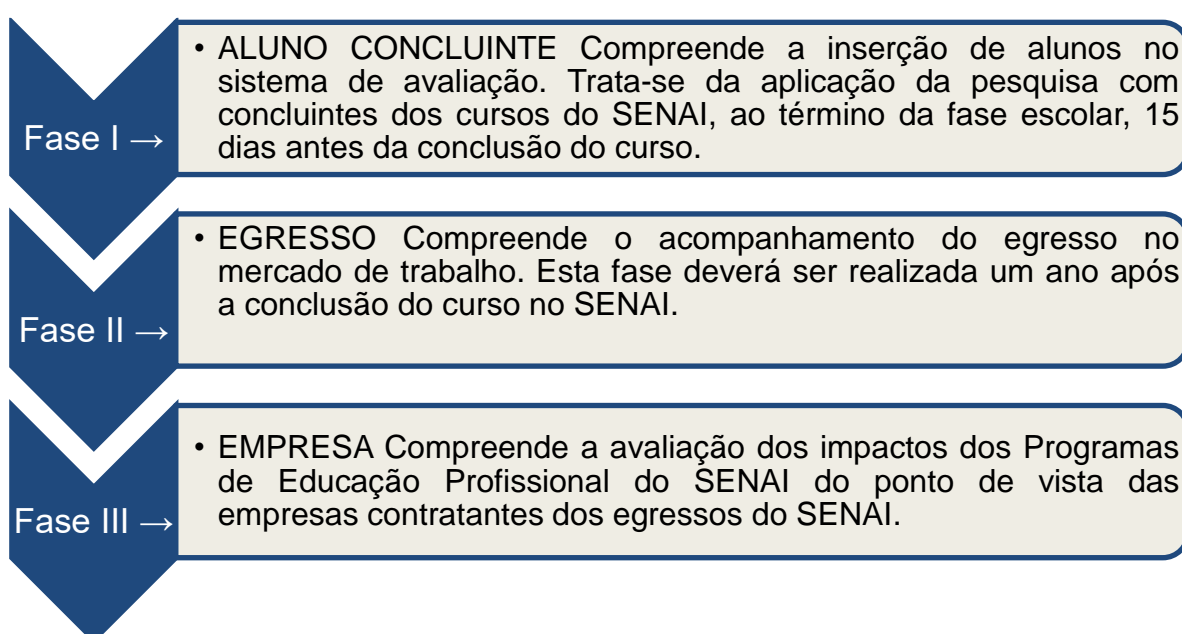 Fase I →
• ALUNO CONCLUINTE Compreende a inserção de alunos no
sistema de avaliação. Trata-se da aplicação da pesquisa com
concluintes dos cursos do SENAI, ao término da fase escolar, 15
dias antes da conclusão do curso.
Fase II →
• EGRESSO Compreende o acompanhamento do egresso no
mercado de trabalho. Esta fase deverá ser realizada um ano após
a conclusão do curso no SENAI.
Fase III →
• EMPRESA Compreende a avaliação dos impactos dos Programas
de Educação Profissional do SENAI do ponto de vista das
empresas contratantes dos egressos do SENAI.